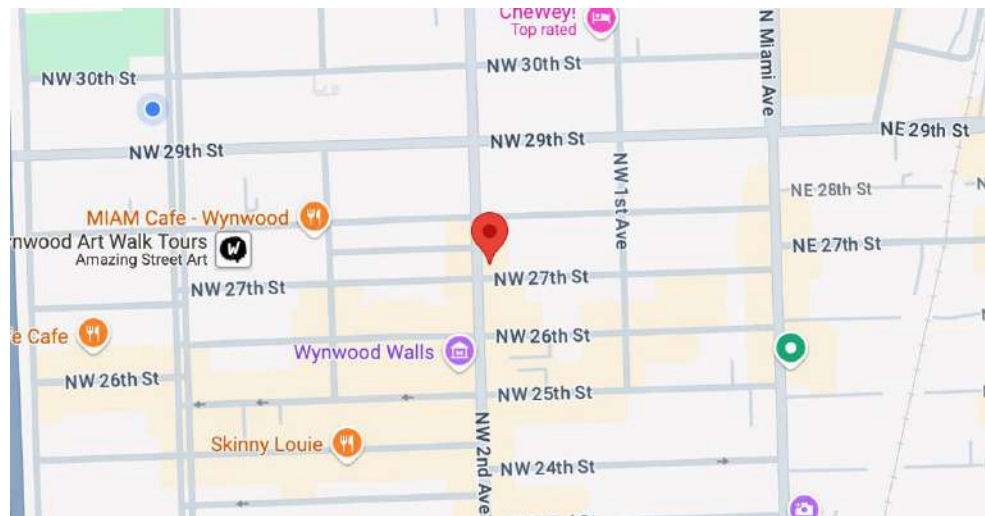 CheWey!
Top rated
NW 30th St
NW 30th St
N Miami Ave
NW 29th St
NW 29th St
NE 29th St
NW 1st Ave
NE 28th St
N
MIAM Cafe - Wynwood
nwood Art Walk Tours
Amazing Street Art
W
NE 27th St
NW 27th St
NW 27th St
e Cafe
NW 26th St
Wynwood Walls
NW 26th St
NW 25th St
Skinny Louie
NW 2nd Ave
NW 24th St